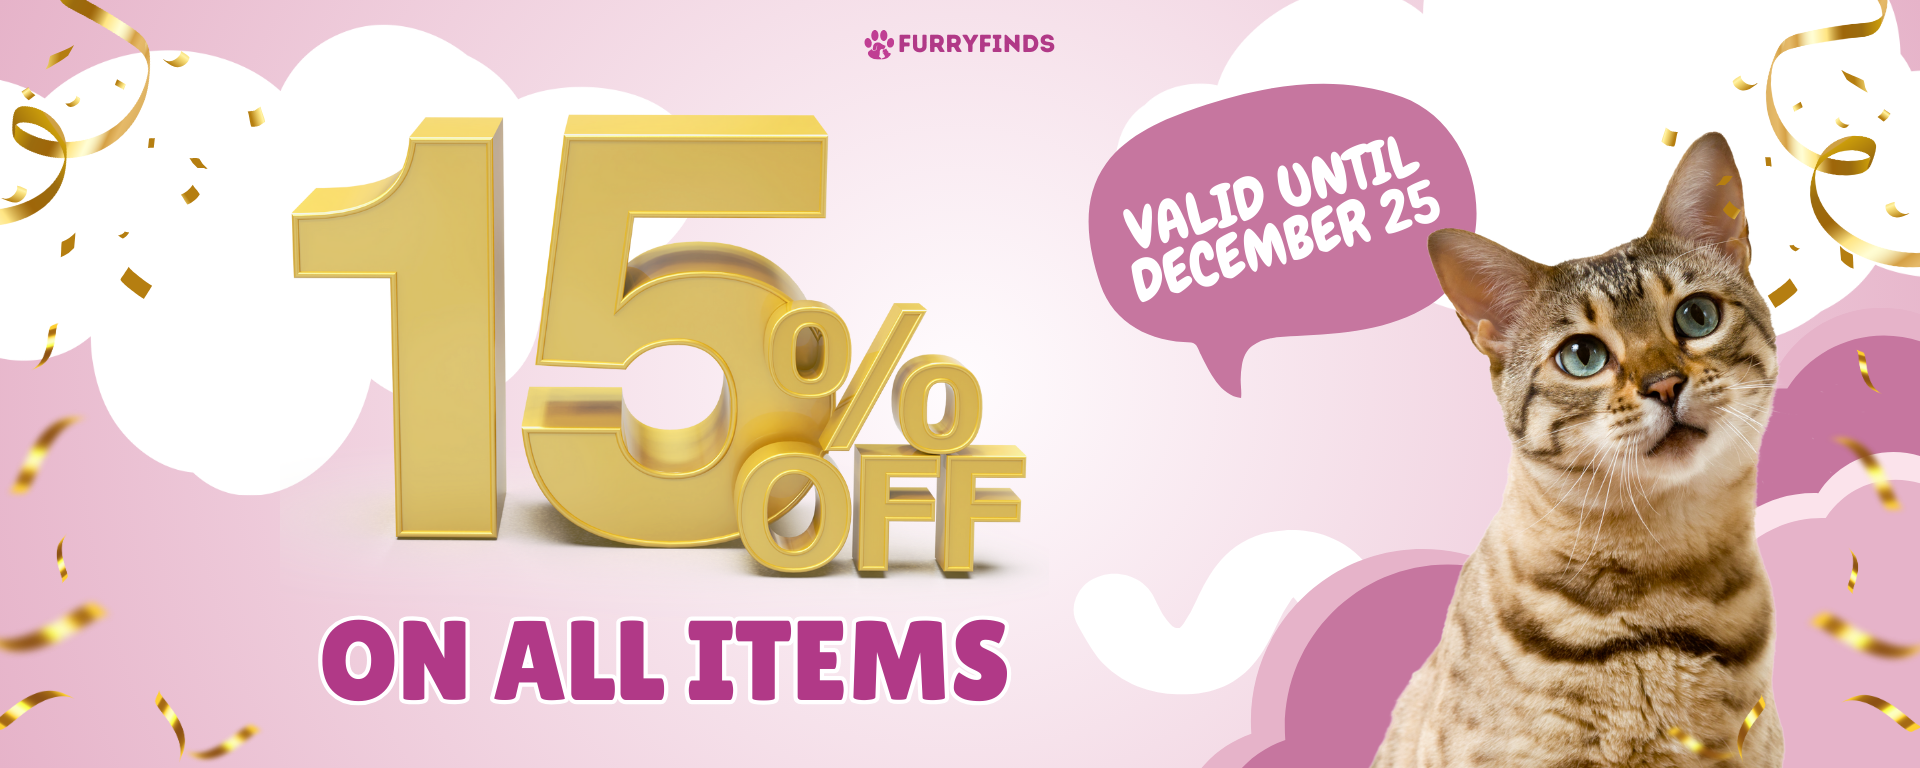 FURRYFINDS
15%
OFF
ON ALL ITEMS
VALID UNTIL
DECEMBER 25